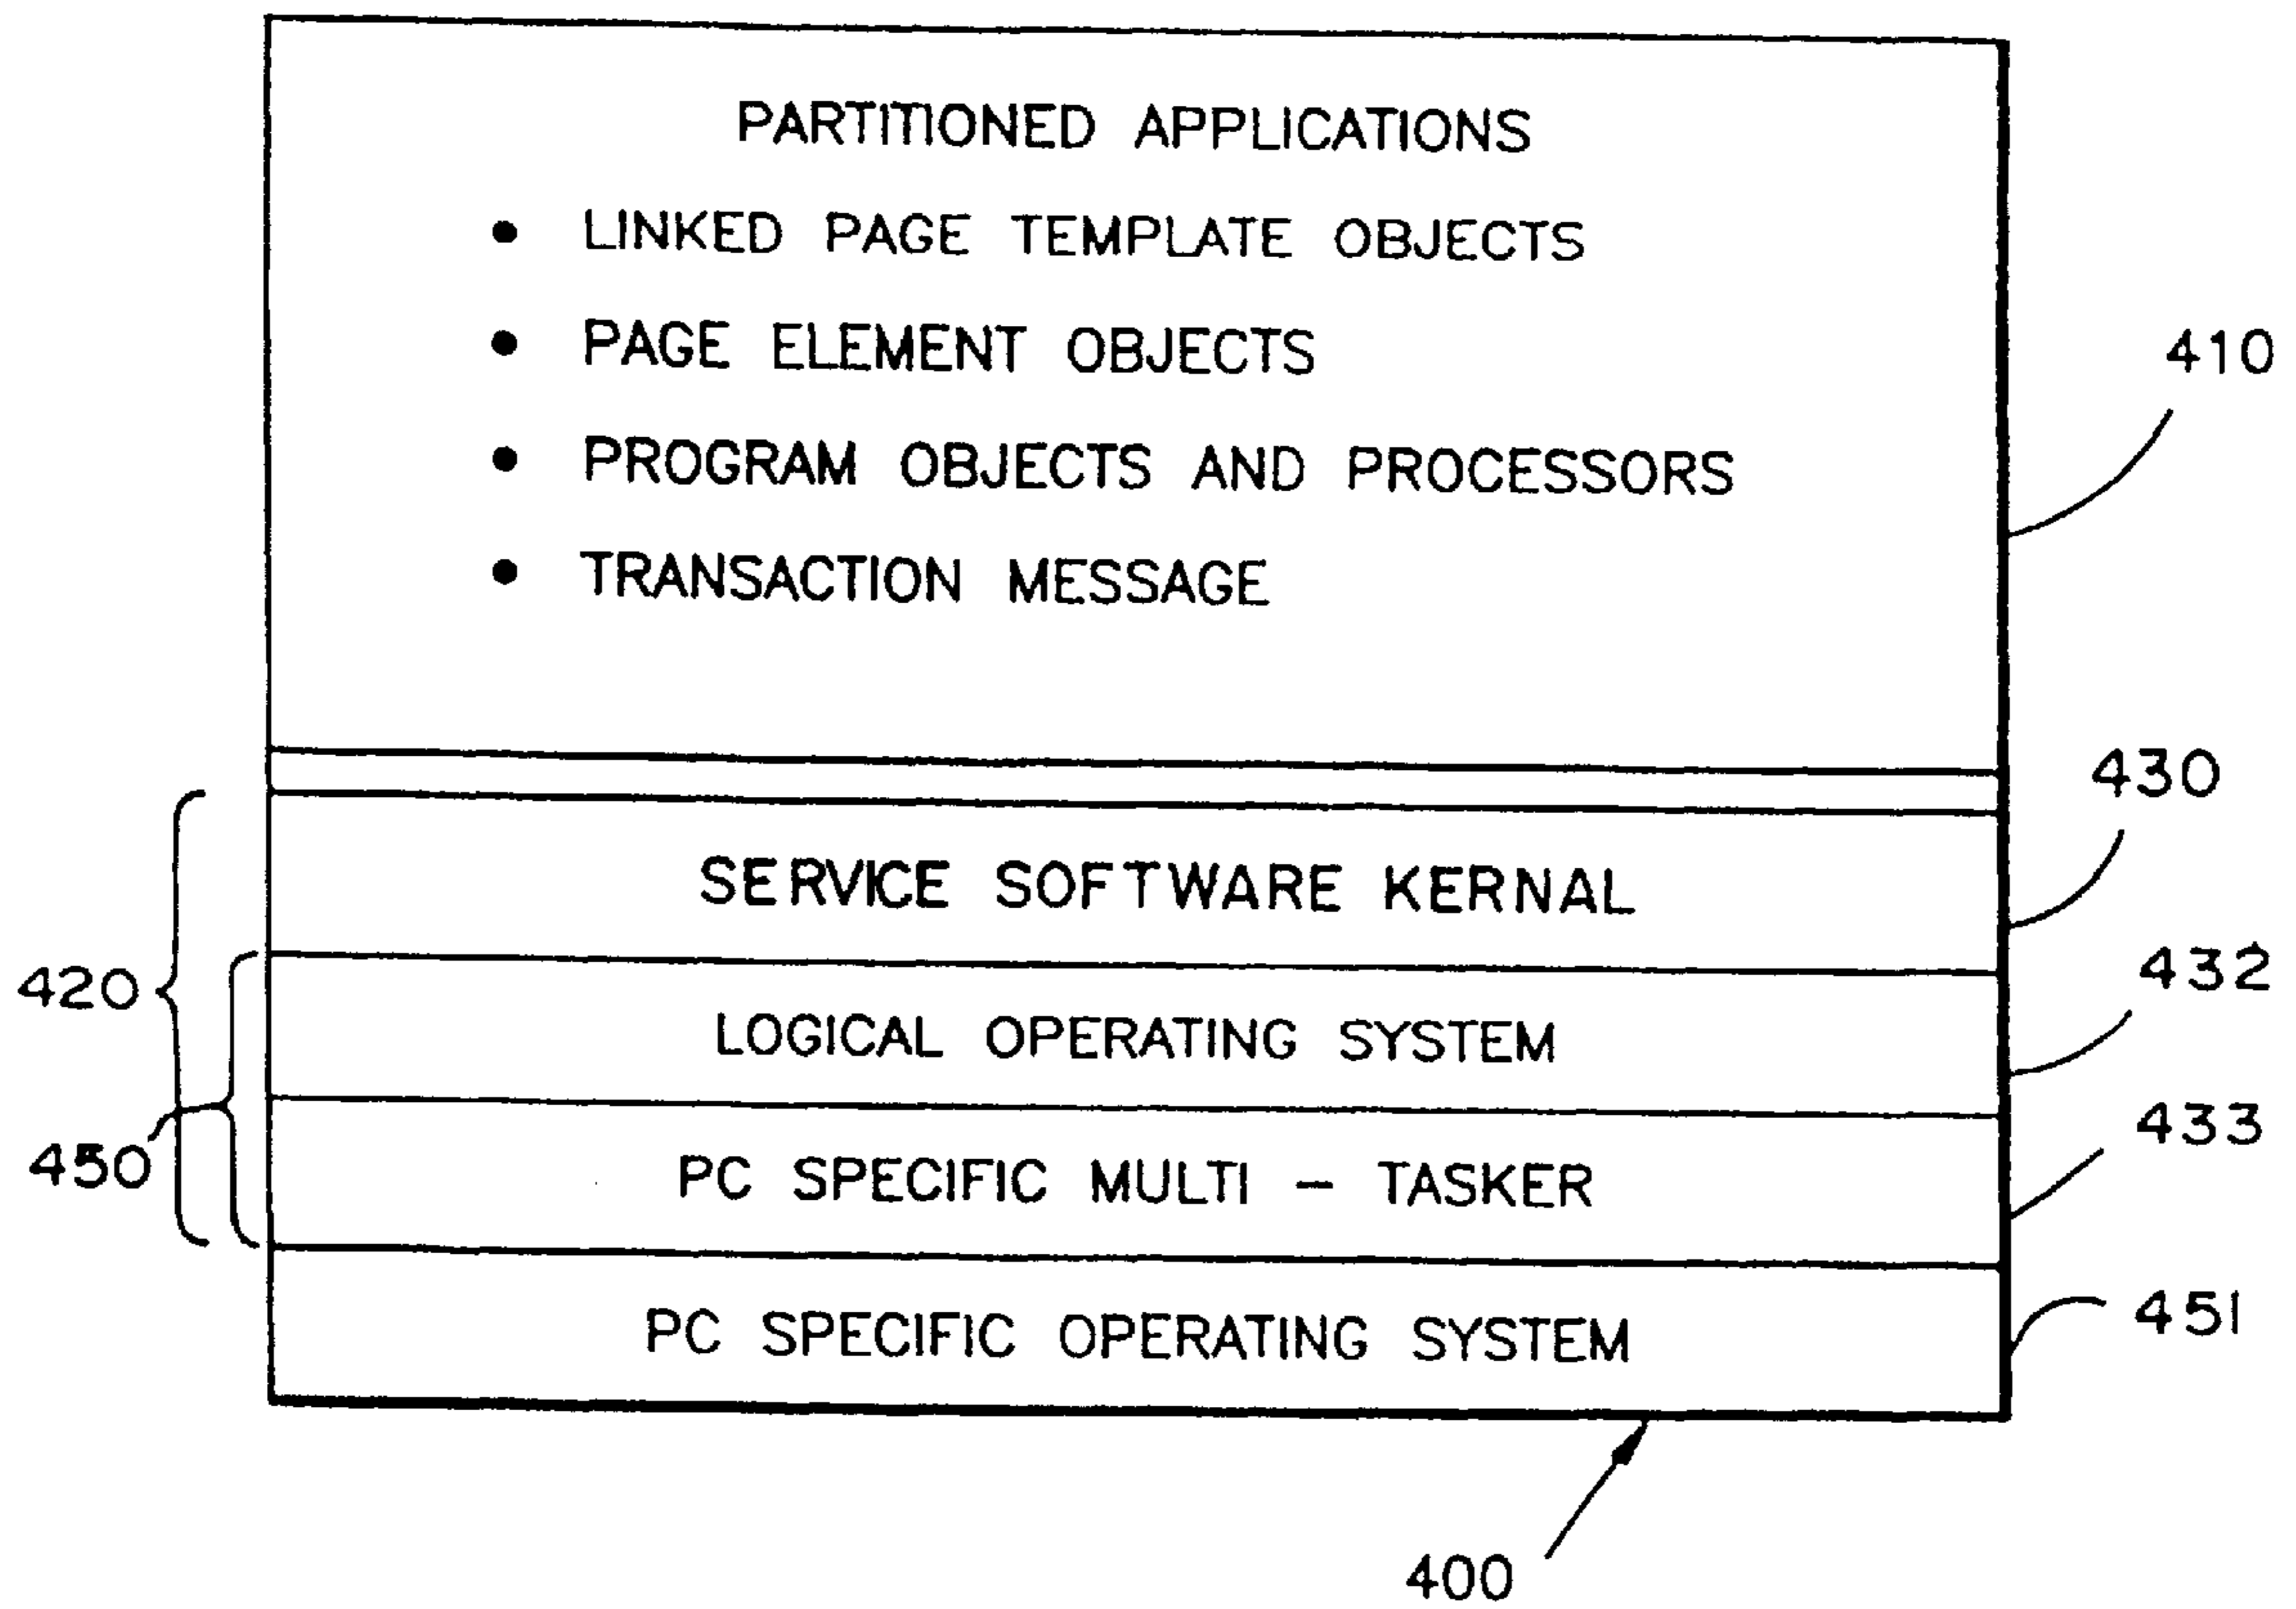 PARTITIONED APPLICATIONS
• LINKED PAGE TEMPLATE OBJECTS
• PAGE ELEMENT OBJECTS
410
• PROGRAM OBJECTS AND PROCESSORS
• TRANSACTION MESSAGE
430
SERVICE SOFTWARE KERNAL
420
432
LOGICAL OPERATING SYSTEM
433
450
PC SPECIFIC MULTI - TASKER
451
PC SPECIFIC OPERATING SYSTEM
400